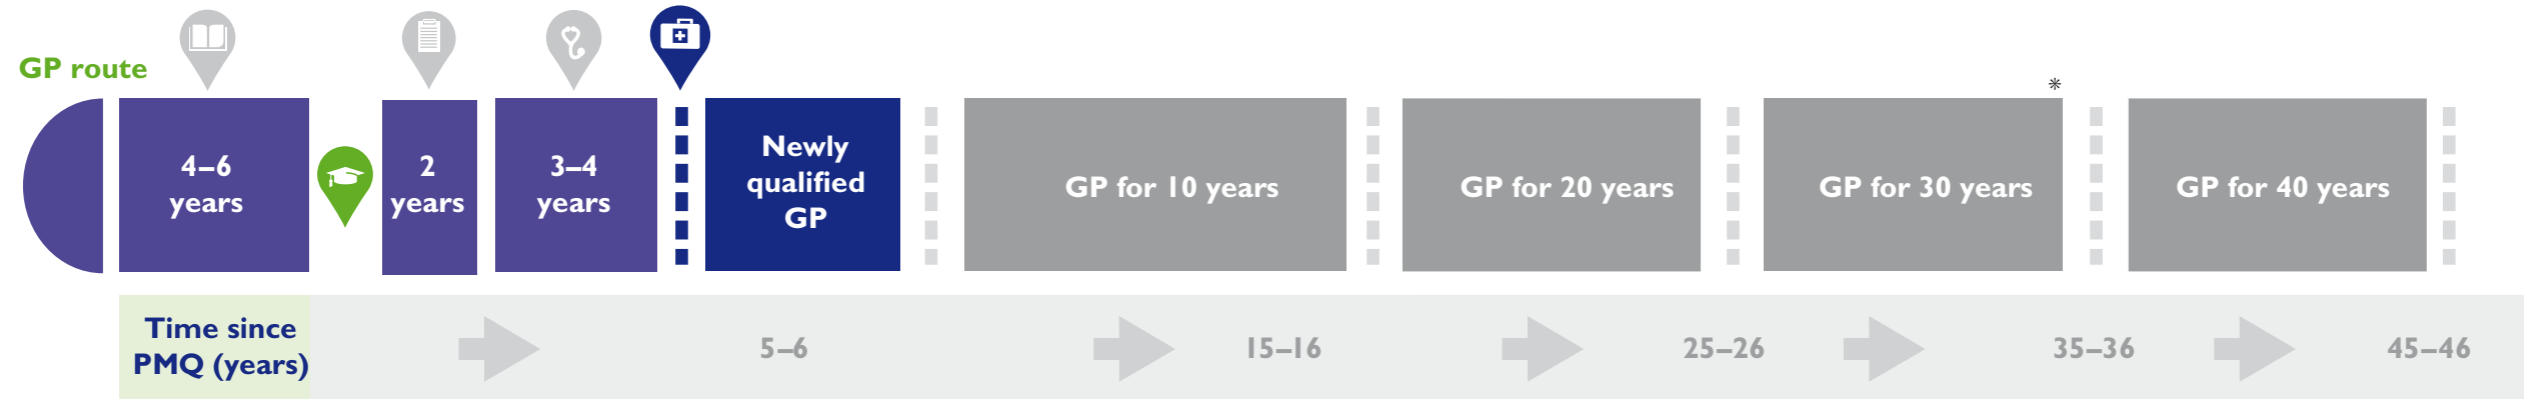 GP route
*
4–6
years
2
years
3–4
years
Newly
qualified
GP
GP for 10 years
GP for 20 years
GP for 30 years
GP for 40 years
Time since
PMQ (years)
5–6
15–16
25–26
35–36
45–46